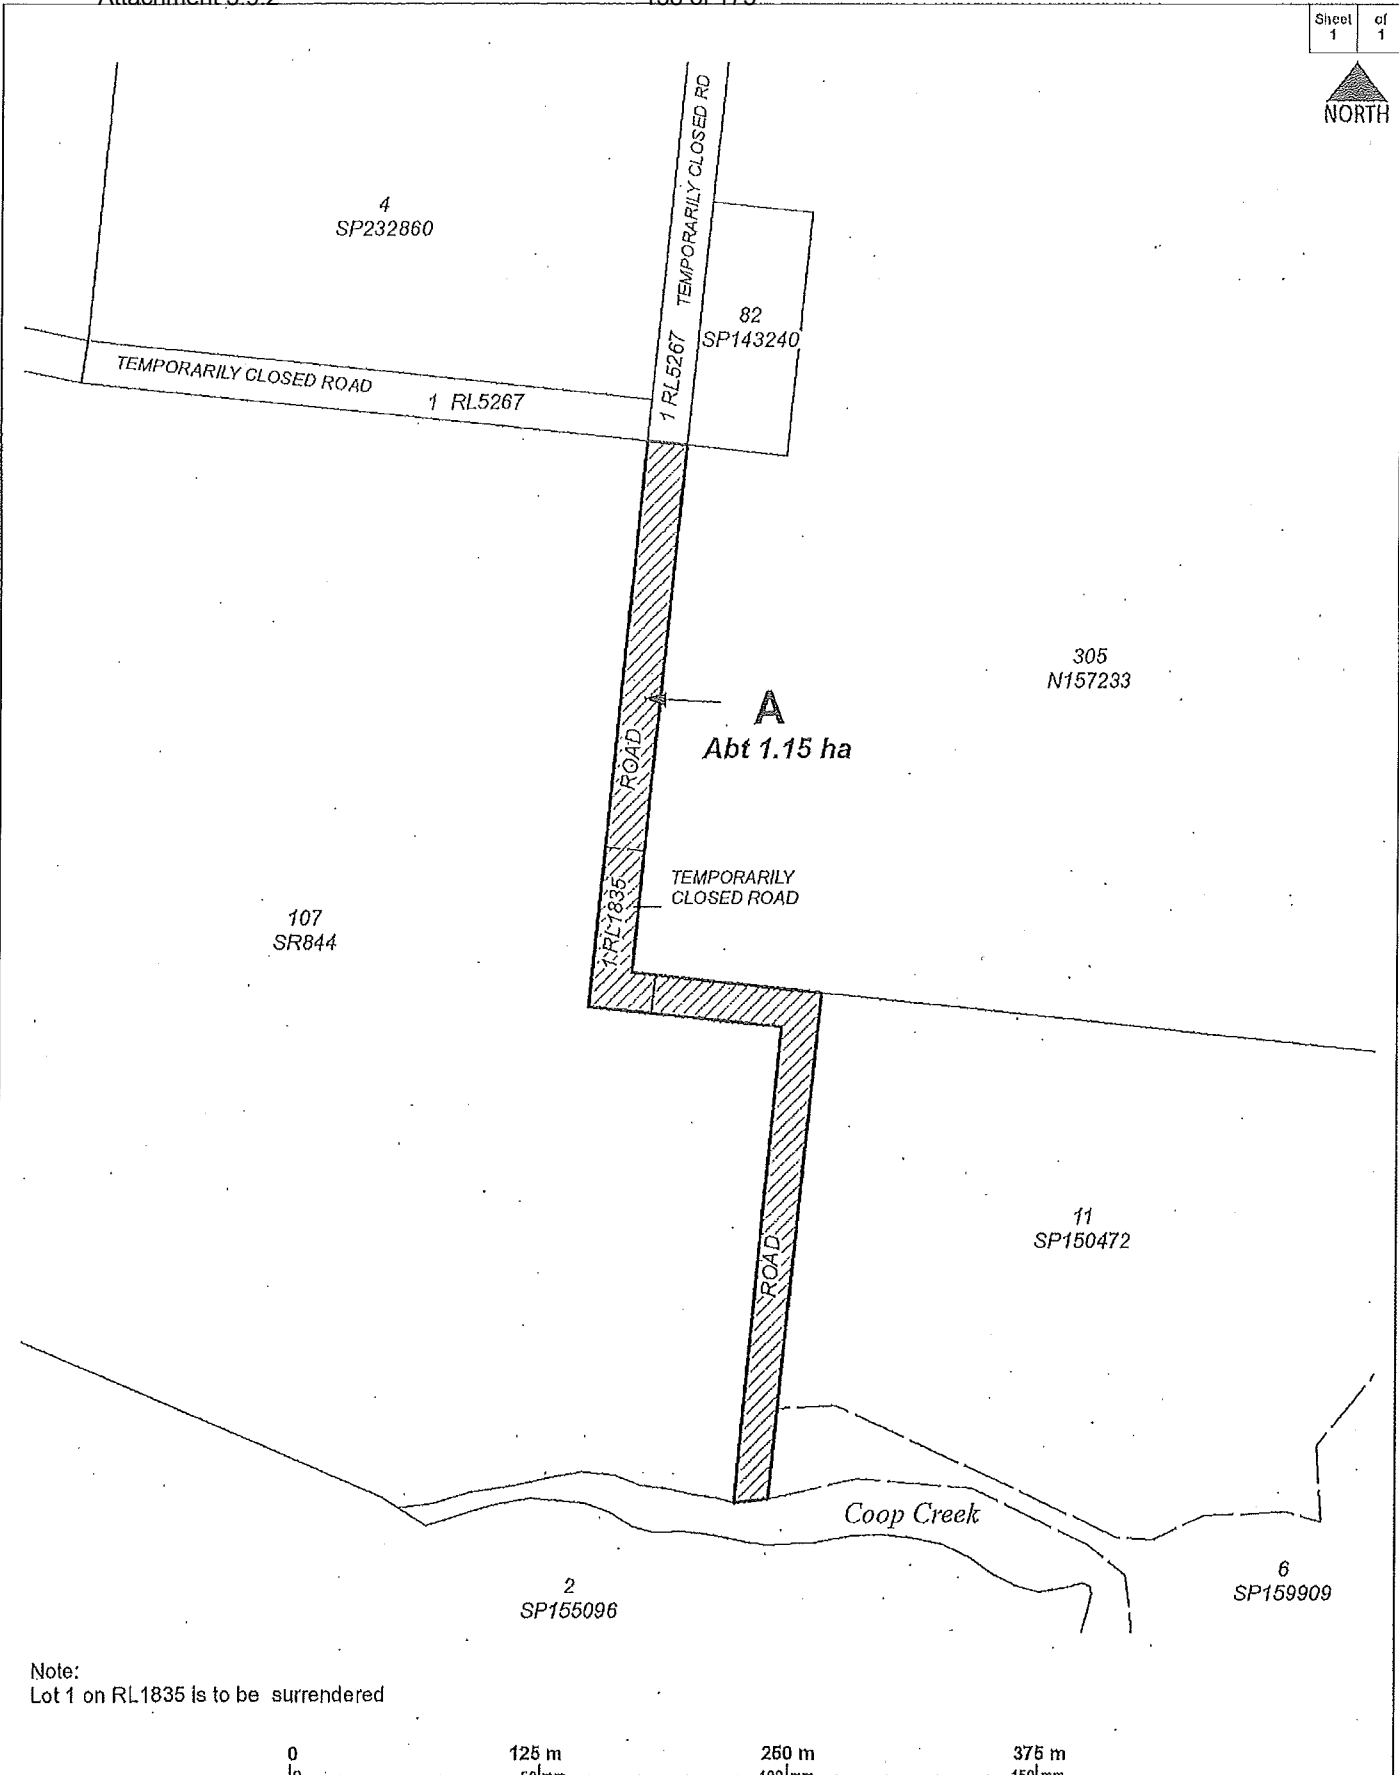 Attachment
Sheet of
1 1
NORTH
4
SP232860
TEMPORARILY CLOSED RD
1 RL5267
82
SP143240
TEMPORARILY CLOSED ROAD
1 RL5267
305
N157233
A
Abt 1.15 ha
ROAD
TEMPORARILY
CLOSED ROAD
1 RL1835
107
SR844
11
SP150472
ROAD
Coop Creek
2
SP155096
6
SP159909
Note:
Lot 1 on RL1835 is to be surrendered
0 125 m 250 m 375 m